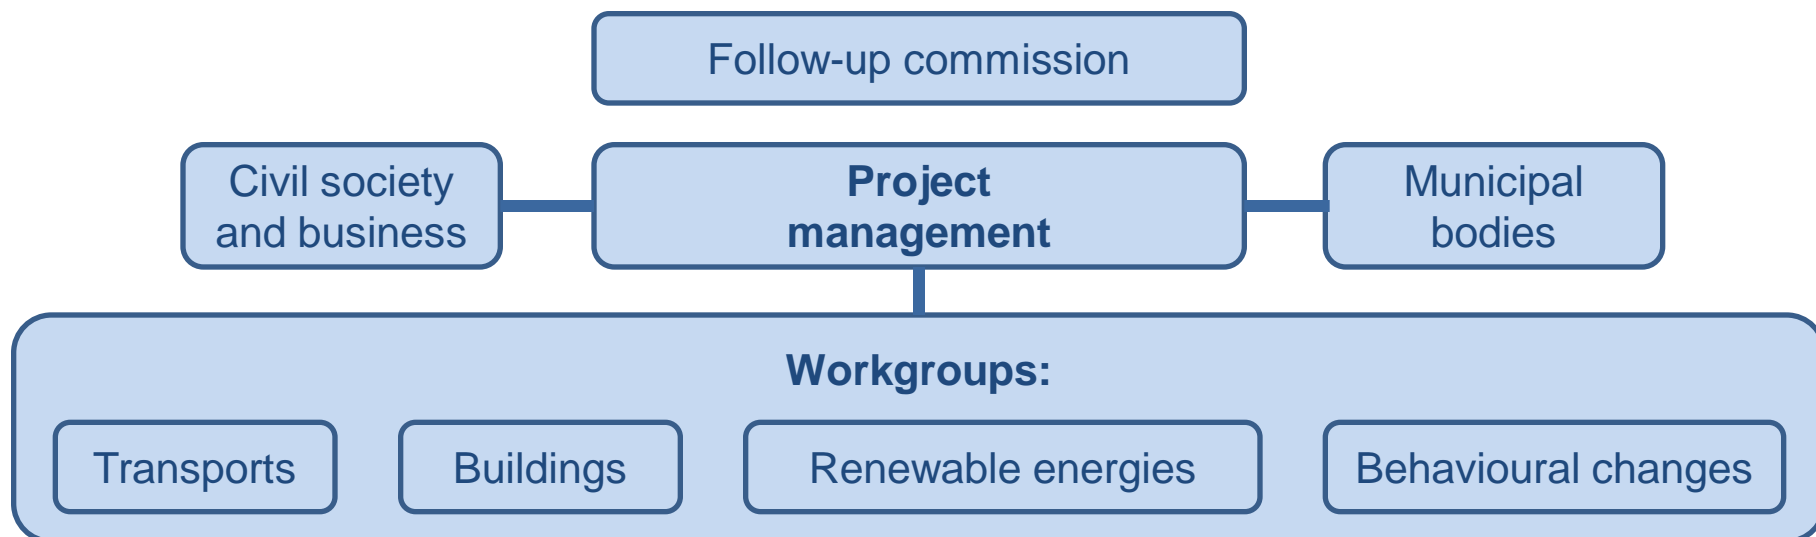 Follow-up commission
Civil society
and business
Project
management
Municipal
bodies
Workgroups:
Transports
Buildings
Renewable energies
Behavioural changes